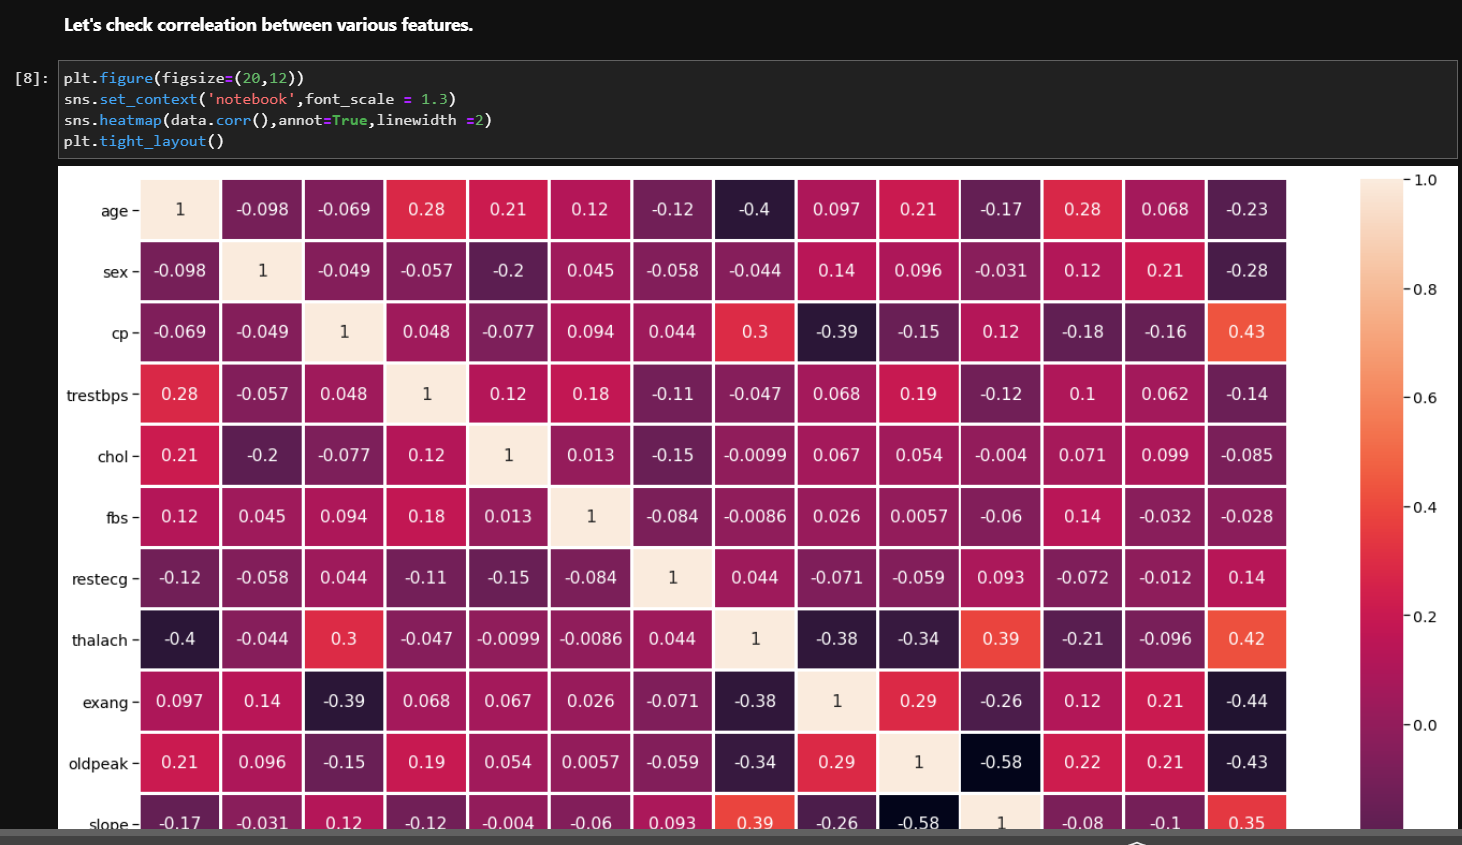 Let's check correleation between various features.
[8]: plt.figure(figsize=(20,12))
sns.set_context('notebook',font_scale = 1.3)
sns.heatmap(data.corr(),annot=True,linewidth =2)
plt.tight_layout()
1.0
age 1 -0.098 -0.069 0.28 0.21 0.12 -0.12 -0.4 0.097 0.21 -0.17 0.28 0.068 -0.23
sex -0.098 1 -0.049 -0.057 -0.2 0.045 -0.058 -0.044 0.14 0.096 -0.031 0.12 0.21 -0.28
0.8
cp -0.069 -0.049 1 0.048 -0.077 0.094 0.044 0.3 -0.39 -0.15 0.12 -0.18 -0.16 0.43
trestbps 0.28 -0.057 0.048 1 0.12 0.18 -0.11 -0.047 0.068 0.19 -0.12 0.1 0.062 -0.14
0.6
chol 0.21 -0.2 -0.077 0.12 1 0.013 -0.15 -0.0099 0.067 0.054 -0.004 0.071 0.099 -0.085
0.4
fbs 0.12 0.045 0.094 0.18 0.013 1 -0.084 -0.0086 0.026 0.0057 -0.06 0.14 -0.032 -0.028
restecg -0.12 -0.058 0.044 -0.11 -0.15 -0.084 1 0.044 -0.071 -0.059 0.093 -0.072 -0.012 0.14
0.2
thalach -0.4 -0.044 0.3 -0.047 -0.0099 -0.0086 0.044 1 -0.38 -0.34 0.39 -0.21 -0.096 0.42
exang 0.097 0.14 -0.39 0.068 0.067 0.026 -0.071 -0.38 1 0.29 -0.26 0.12 0.21 -0.44
0.0
oldpeak 0.21 0.096 -0.15 0.19 0.054 0.0057 -0.059 -0.34 0.29 1 -0.58 0.22 0.21 -0.43
slope -0.17 -0.031 0.12 -0.12 -0.004 -0.06 0.093 0.39 -0.26 -0.58 1 -0.08 -0.1 0.35